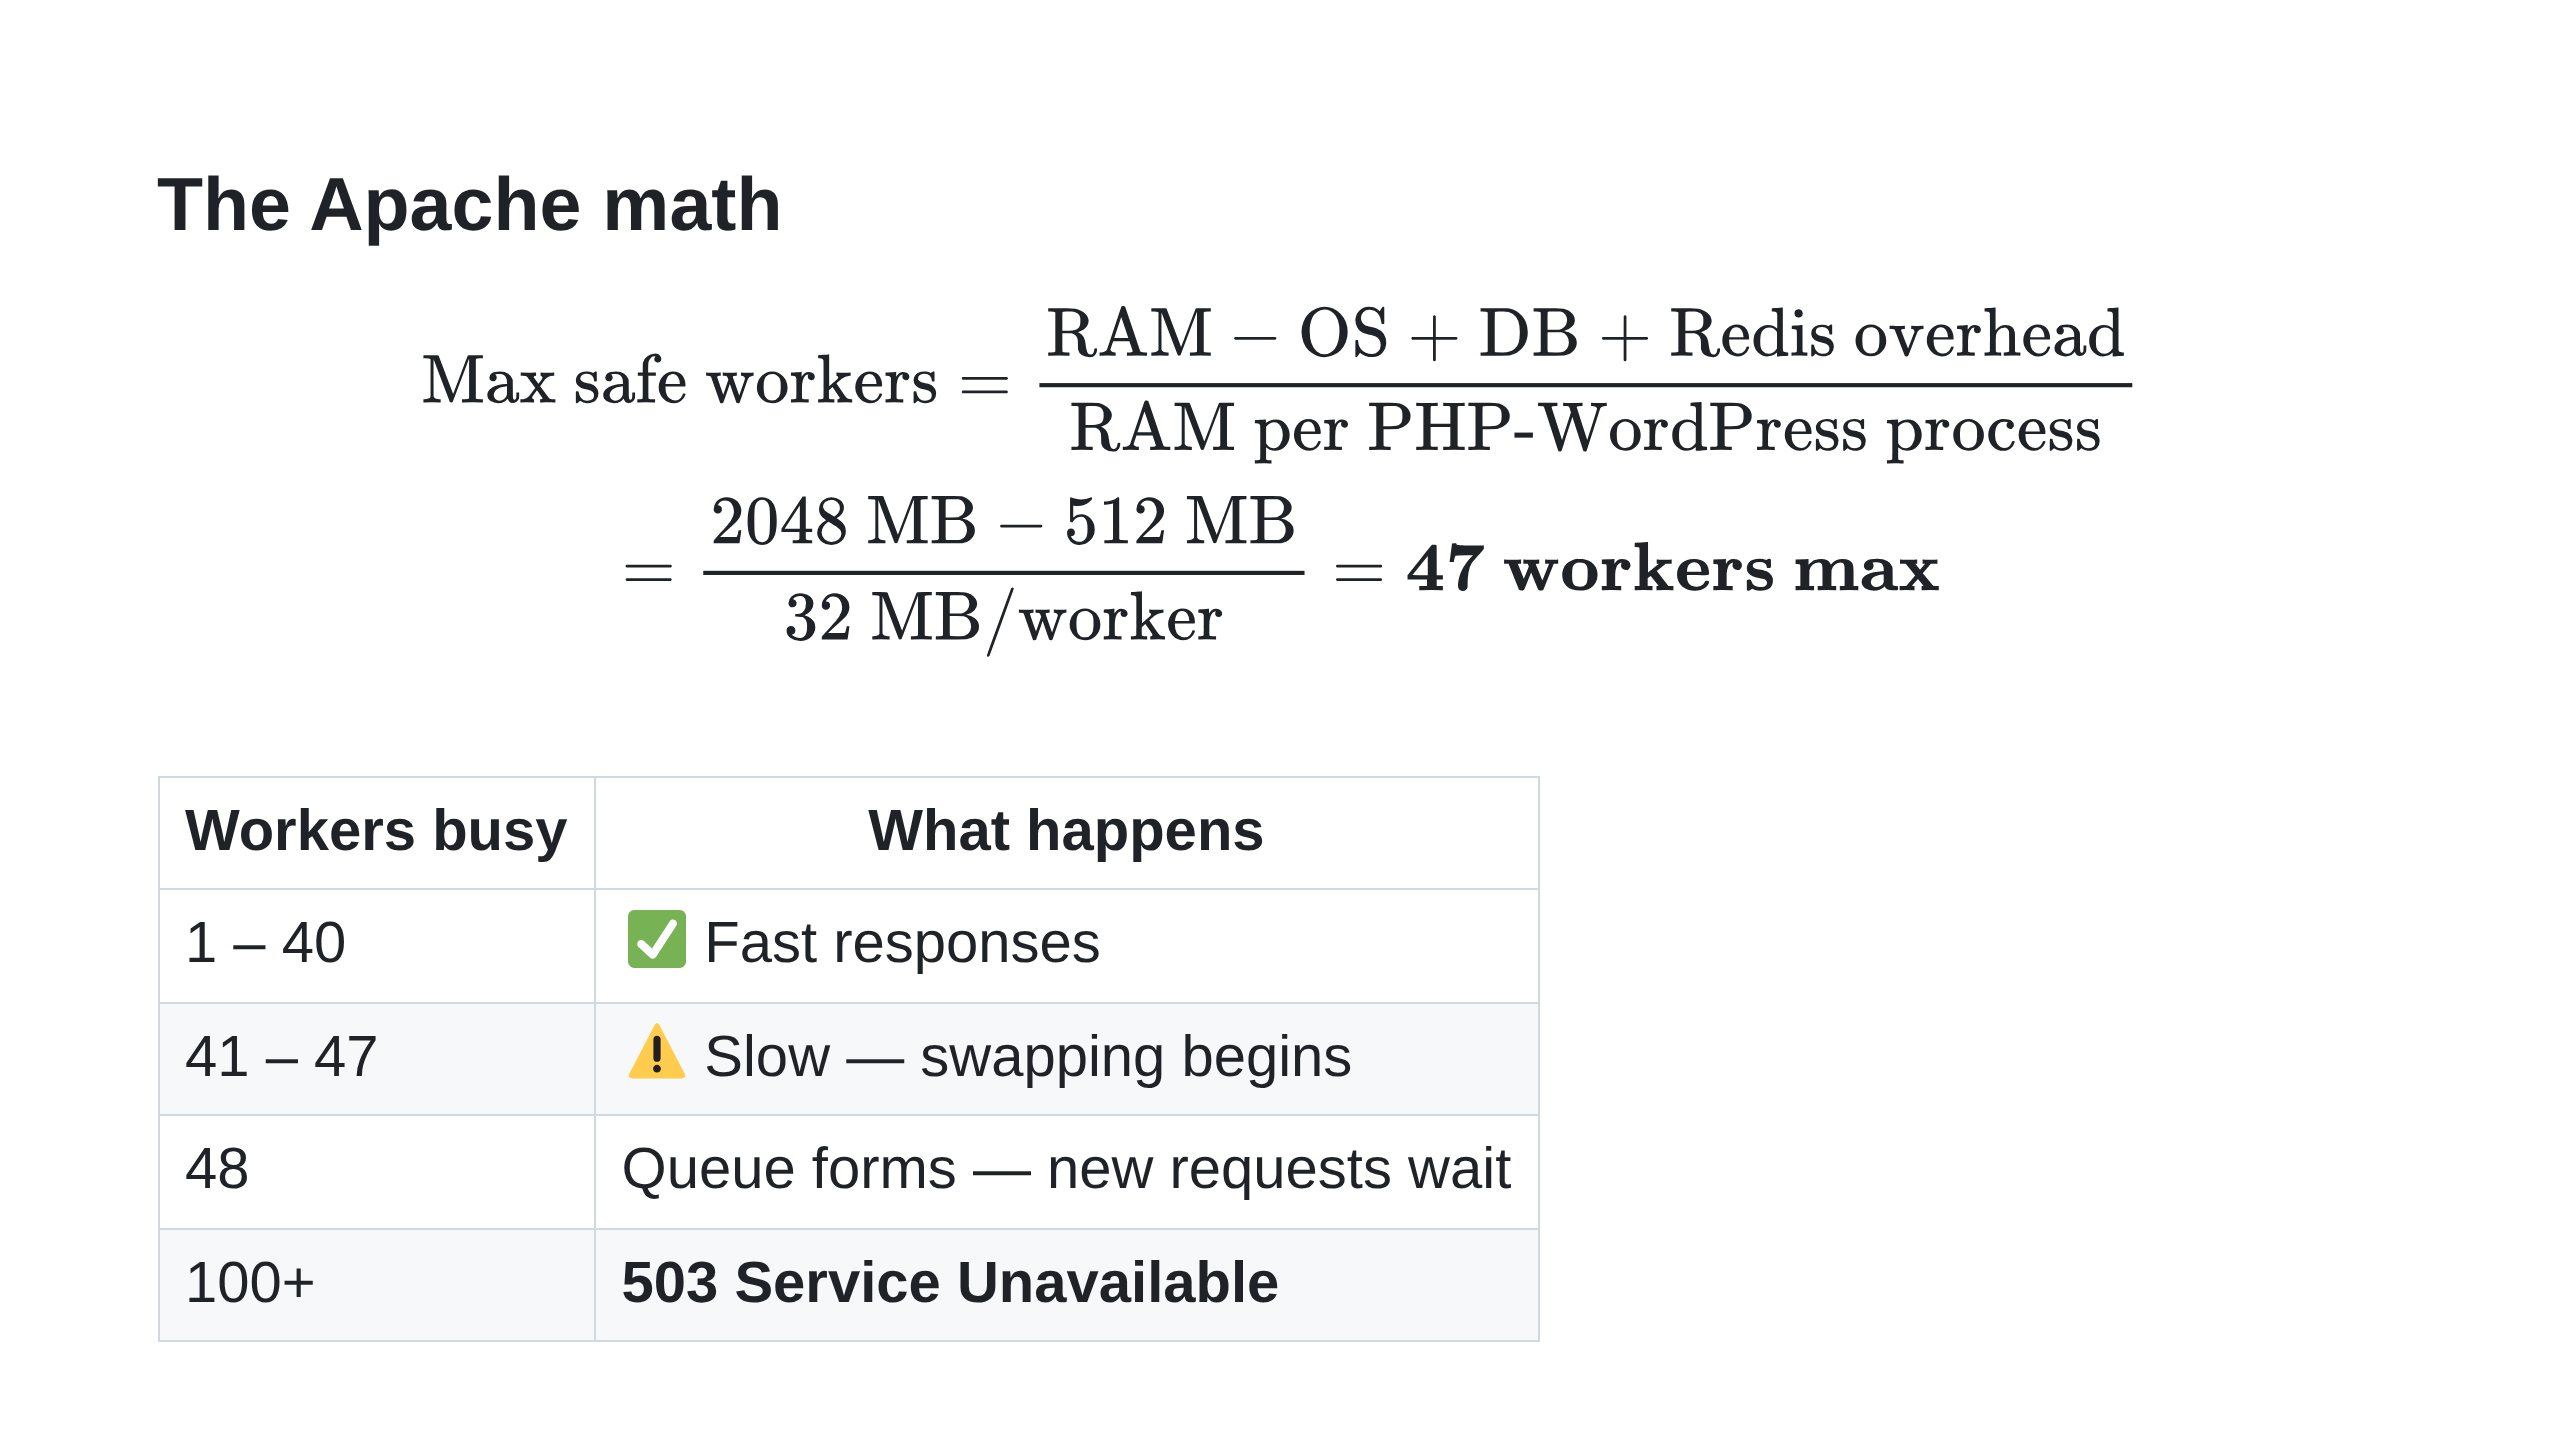 The Apache math
Max safe workers = RAM − OS + DB + Redis overhead / RAM per PHP-WordPress process
= 2048 MB − 512 MB / 32 MB/worker = 47 workers max
Workers busy What happens
1 – 40 ✅ Fast responses
41 – 47 ⚠️ Slow — swapping begins
48 Queue forms — new requests wait
100+ 503 Service Unavailable